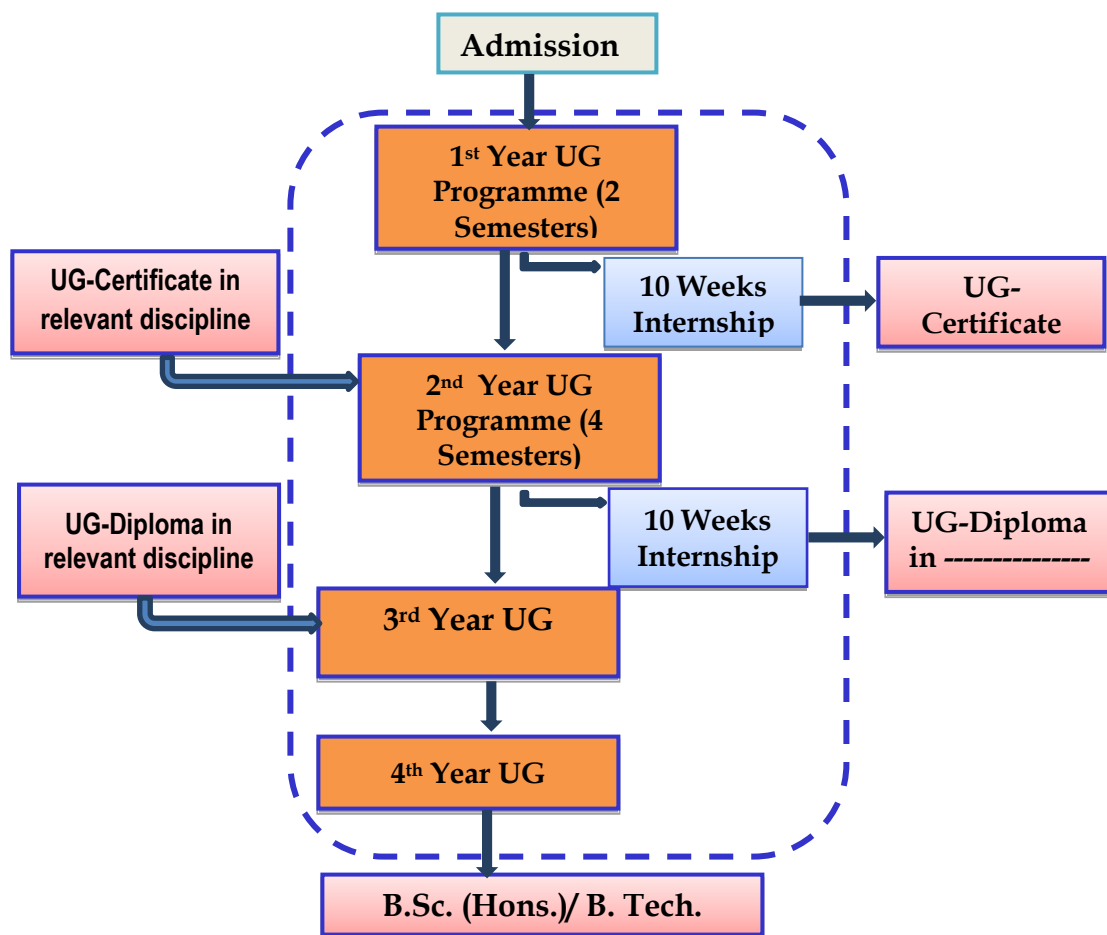 Admission
1st Year UG
Programme (2
Semesters)
UG-Certificate in
relevant discipline
10 Weeks
Internship
UG-
Certificate
2nd Year UG
Programme (4
Semesters)
UG-Diploma in
relevant discipline
10 Weeks
Internship
UG-Diploma
in ---------------
3rd Year UG
4th Year UG
B.Sc. (Hons.)/ B. Tech.